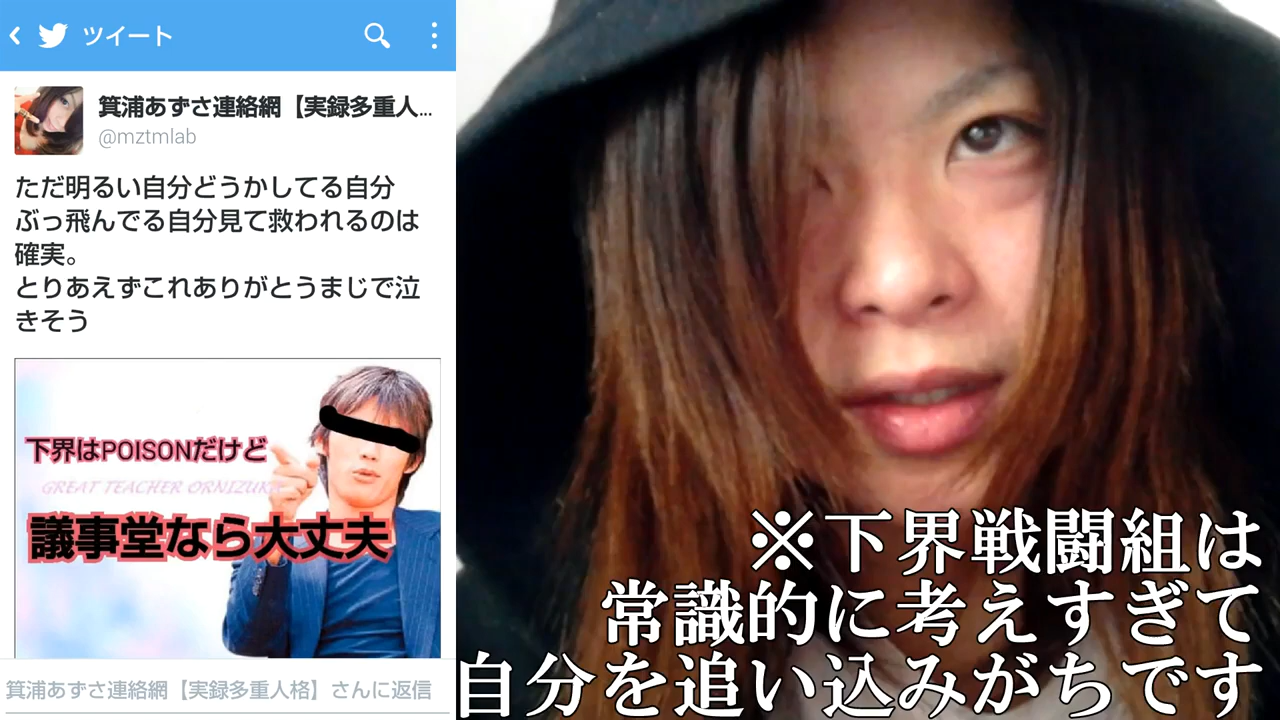 ツイート
箕浦あずさ連絡網【実録多重人...
@mztmlab
ただ明るい自分どうかしてる自分
ぶっ飛んでる自分見て救われるのは
確実。
とりあえずこれありがとうまじで泣
きそう
下界はPOISONだけど
GREAT TEACHER ORNIZUKA
議事堂なら大丈夫
箕浦あずさ連絡網【実録多重人格】さんに返信
※下界戦闘組は
常識的に考えすぎて
自分を追い込みがちです